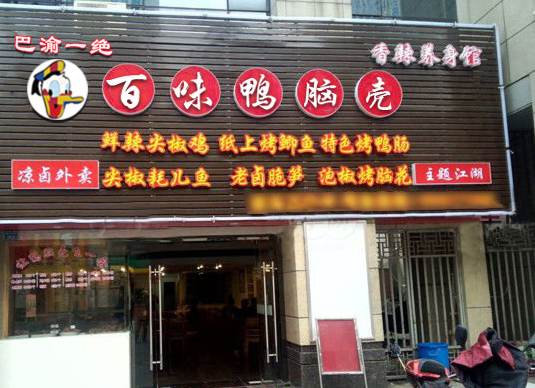 巴渝一绝
香辣养身馆
百味鸭脑壳
鲜辣尖椒鸡 纸上烤鲫鱼 特色烤鸭肠
凉卤外卖
尖椒耗儿鱼 老卤脆笋 泡椒烤脑花
主题江湖